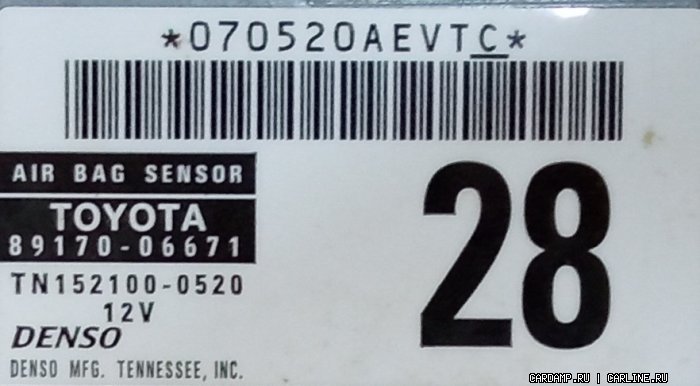 *070520AEVTC*
AIR BAG SENSOR
TOYOTA
89170-06671
TN152100-0520
12V
DENSO
DENSO MFG. TENNESSEE, INC.
28
CARDAMP.RU | CARLINE.RU